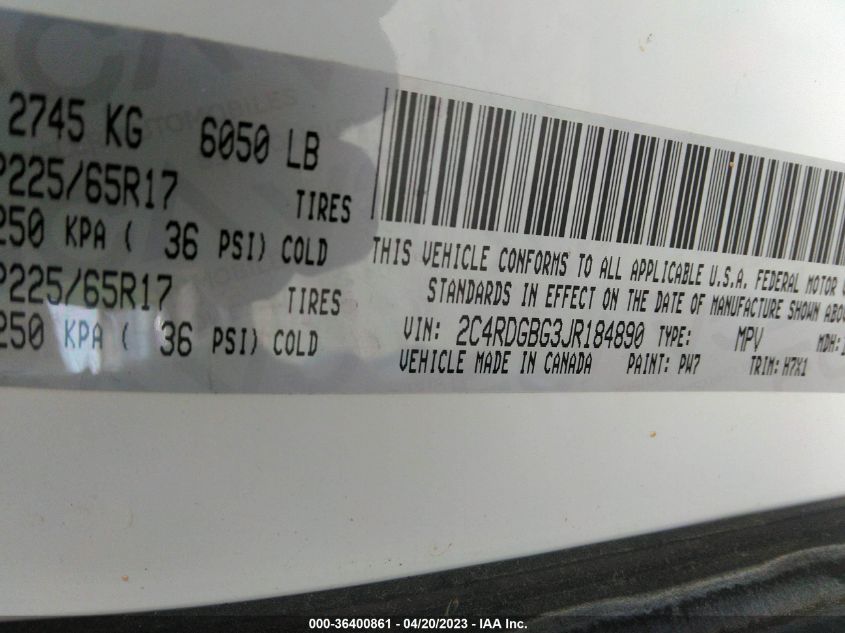 2745 KG 6050 LB
P225/65R17 TIRES
250 KPA ( 36 PSI) COLD
P225/65R17 TIRES
250 KPA ( 36 PSI) COLD
THIS VEHICLE CONFORMS TO ALL APPLICABLE U.S.A. FEDERAL MOTOR
STANDARDS IN EFFECT ON THE DATE OF MANUFACTURE SHOWN ABOV
VIN: 2C4RDGBG3JR184890 TYPE: MPV MDH:
VEHICLE MADE IN CANADA PAINT: PW7 TRIM: H7X1
000-36400861 - 04/20/2023 - IAA Inc.